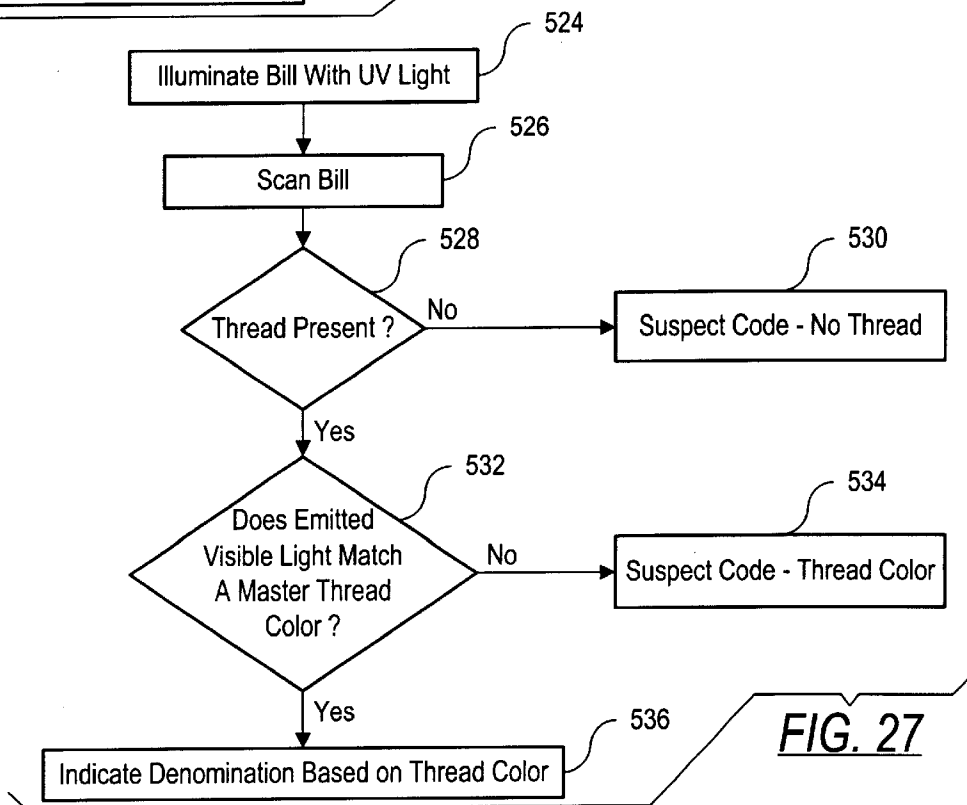 524
Illuminate Bill With UV Light
526
Scan Bill
528
Thread Present ?
No
530
Suspect Code - No Thread
Yes
532
Does Emitted
Visible Light Match
A Master Thread
Color ?
No
534
Suspect Code - Thread Color
Yes
536
Indicate Denomination Based on Thread Color
FIG. 27